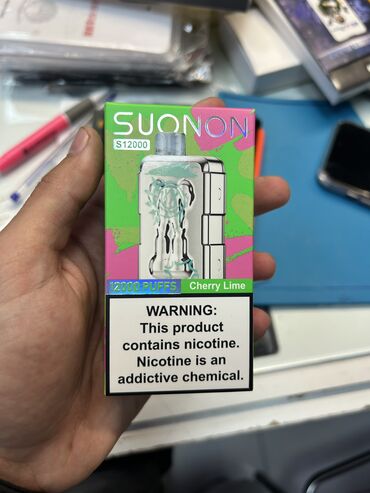 SUONON
S12000
12000 PUFFS
Cherry Lime
WARNING:
This product
contains nicotine.
Nicotine is an
addictive chemical.